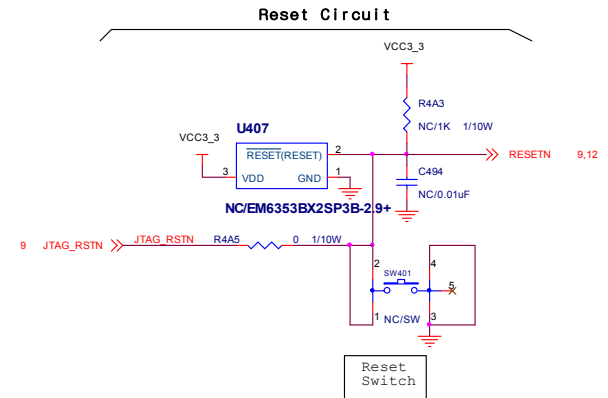 Reset Circuit
VCC3_3
R4A3
NC/1K 1/10W
U407
VCC3_3
RESET(RESET)
2
RESETN 9,12
3
VDD
GND
1
C494
NC/0.01uF
NC/EM6353BX2SP3B-2.9+
9 JTAG_RSTN
JTAG_RSTN
R4A5
0 1/10W
2
SW401
4
5
1
NC/SW
3
Reset
Switch